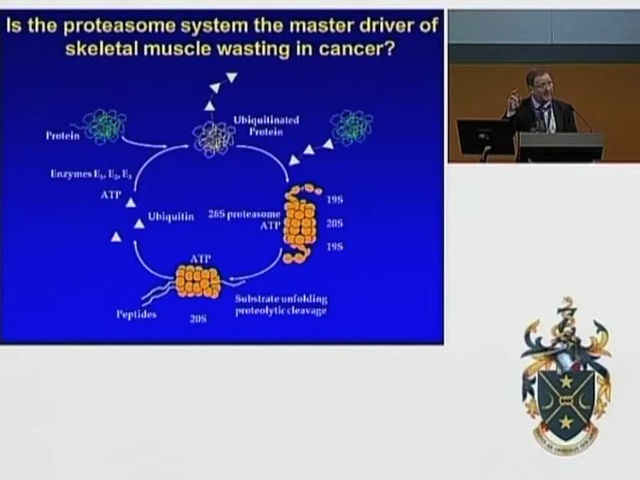 Is the proteasome system the master driver of
skeletal muscle wasting in cancer?
Protein
Ubiquitinated
Protein
Enzymes E1, E2, E3
ATP
Ubiquitin
26S proteasome
ATP
19S
20S
19S
ATP
Peptides
20S
Substrate unfolding
proteolytic cleavage